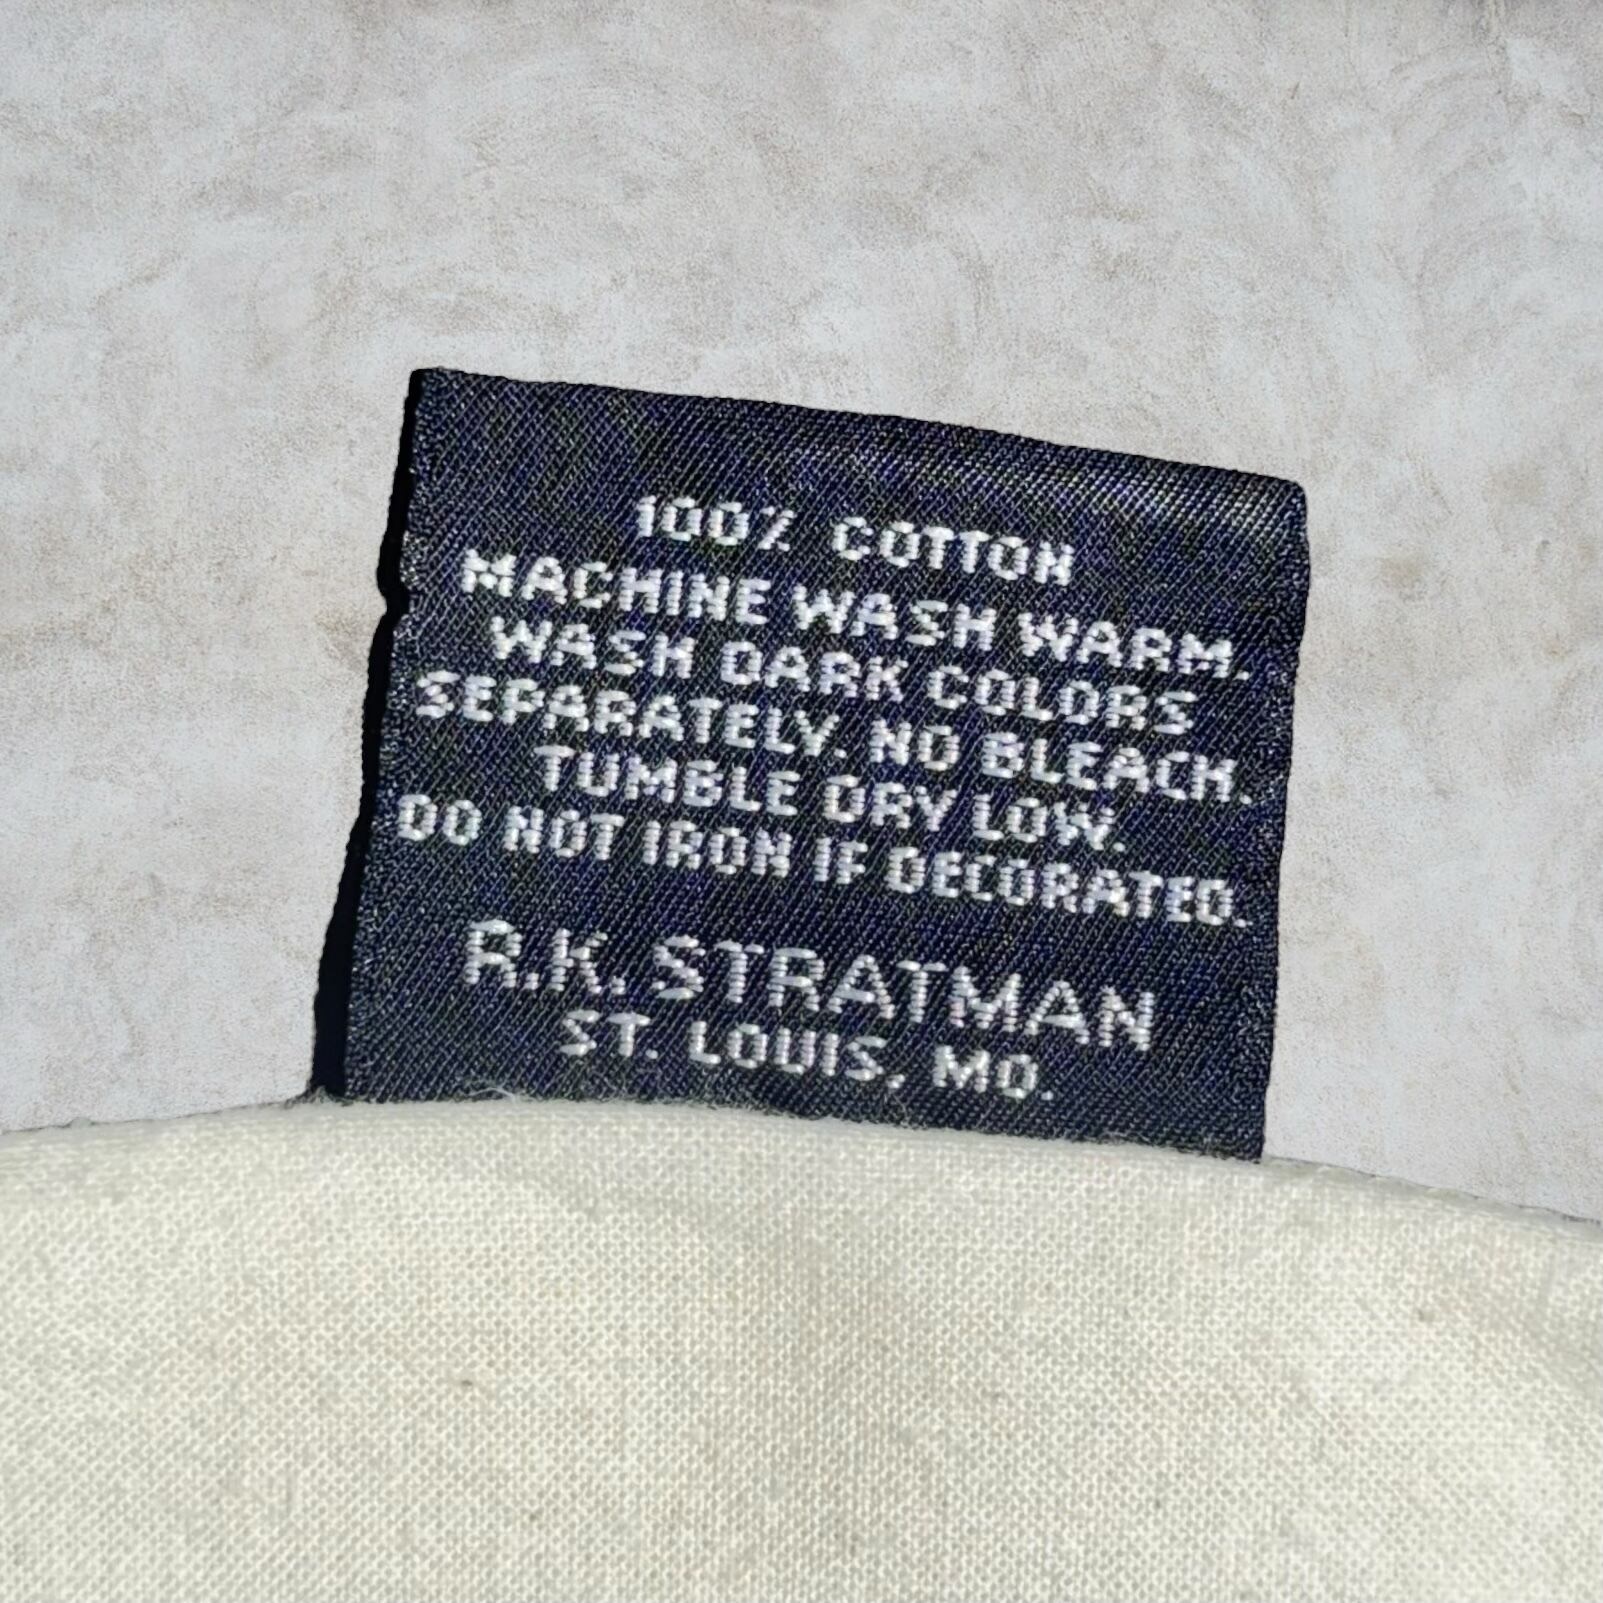 100% COTTON
MACHINE WASH WARM.
WASH DARK COLORS
SEPARATELY. NO BLEACH.
TUMBLE DRY LOW.
DO NOT IRON IF DECORATED.
R.K. STRATMAN
ST. LOUIS, MO.